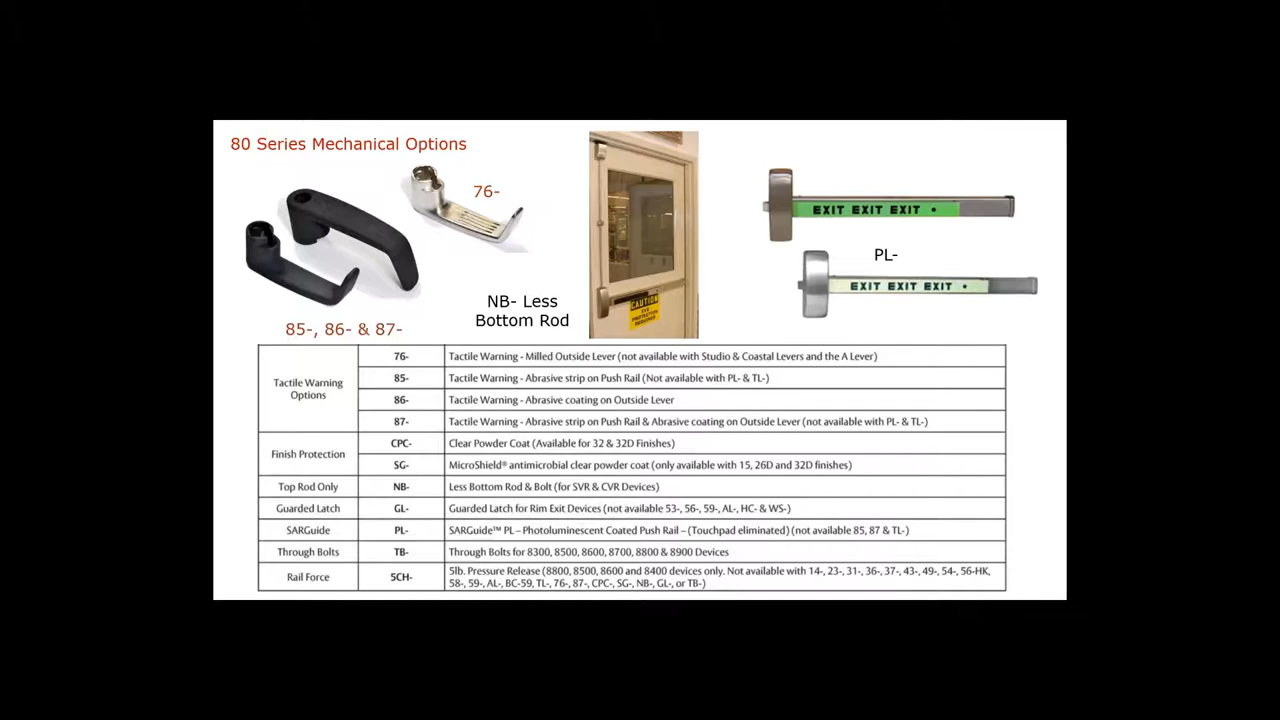 80 Series Mechanical Options
76-
85-, 86- & 87-
NB- Less
Bottom Rod
CAUTION
EYE
PROTECTION
REQUIRED
EXIT EXIT EXIT
PL-
EXIT EXIT EXIT
Tactile Warning
Options
76- Tactile Warning - Milled Outside Lever (not available with Studio & Coastal Levers and the A Lever)
85- Tactile Warning - Abrasive strip on Push Rail (Not available with PL- & TL-)
86- Tactile Warning - Abrasive coating on Outside Lever
87- Tactile Warning - Abrasive strip on Push Rail & Abrasive coating on Outside Lever (not available with PL- & TL-)
Finish Protection
CPC- Clear Powder Coat (Available for 32 & 32D Finishes)
SG- MicroShield® antimicrobial clear powder coat (only available with 15, 26D and 32D finishes)
Top Rod Only NB- Less Bottom Rod & Bolt (for SVR & CVR Devices)
Guarded Latch GL- Guarded Latch for Rim Exit Devices (not available 53-, 56-, 59-, AL-, HC- & WS-)
SARGuide PL- SARGuide™ PL – Photoluminescent Coated Push Rail – (Touchpad eliminated) (not available 85, 87 & TL-)
Through Bolts TB- Through Bolts for 8300, 8500, 8600, 8700, 8800 & 8900 Devices
Rail Force 5CH- 5lb. Pressure Release (8800, 8500, 8600 and 8400 devices only. Not available with 14-, 23-, 31-, 36-, 37-, 43-, 49-, 54-, 56-HK,
58-, 59-, AL-, BC-59, TL-, 76-, 87-, CPC-, SG-, NB-, GL-, or TB-)